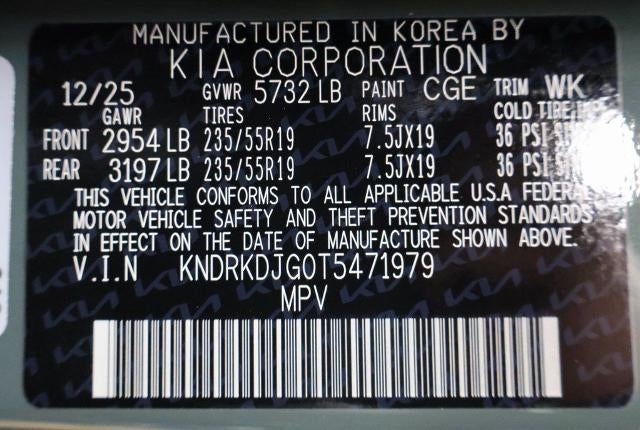 MANUFACTURED IN KOREA BY
KIA CORPORATION
12/25 GVWR 5732 LB PAINT CGE TRIM WK
GAWR TIRES RIMS COLD TIRE
FRONT 2954 LB 235/55R19 7.5JX19 36 PSI
REAR 3197 LB 235/55R19 7.5JX19 36 PSI
THIS VEHICLE CONFORMS TO ALL APPLICABLE U.S.A FEDERAL
MOTOR VEHICLE SAFETY AND THEFT PREVENTION STANDARDS
IN EFFECT ON THE DATE OF MANUFACTURE SHOWN ABOVE.
V.I.N KNDRKDJG0T5471979
MPV